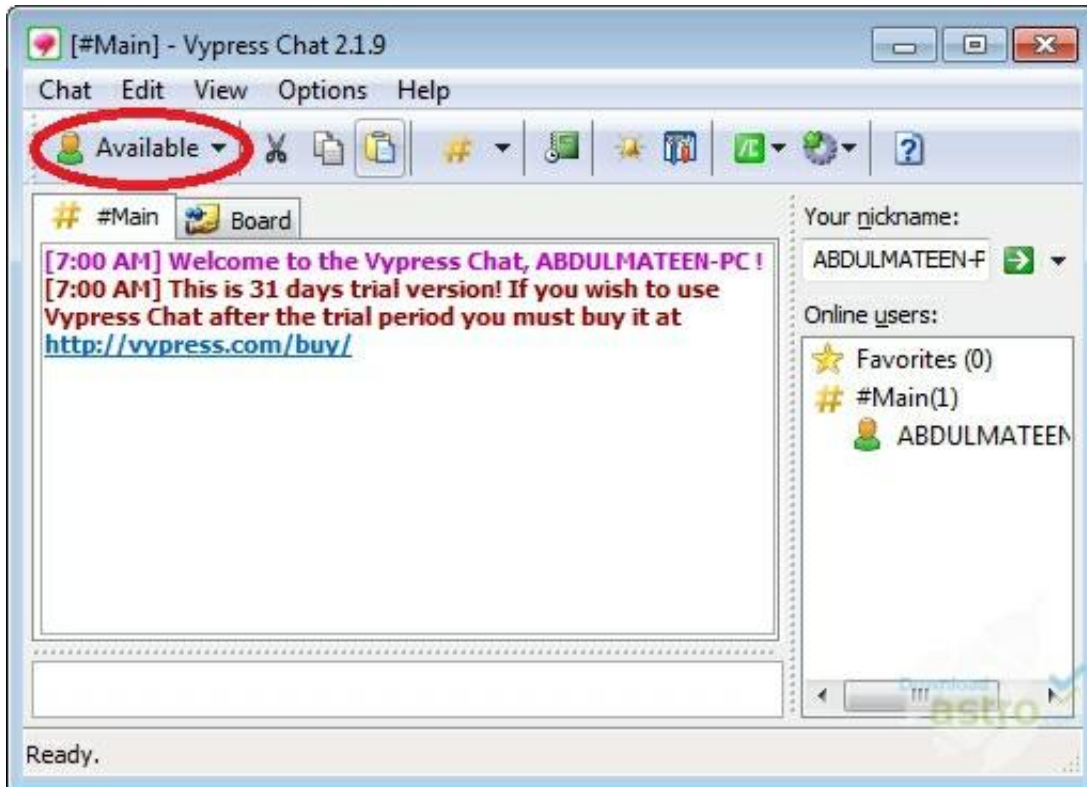 [#Main] - Vypress Chat 2.1.9
Chat Edit View Options Help
Available
#Main Board
[7:00 AM] Welcome to the Vypress Chat, ABDULMATEEN-PC !
[7:00 AM] This is 31 days trial version! If you wish to use
Vypress Chat after the trial period you must buy it at
http://vypress.com/buy/
Your nickname:
ABDULMATEEN-P
Online users:
Favorites (0)
#Main(1)
ABDULMATEEN
Download
astro
Ready.